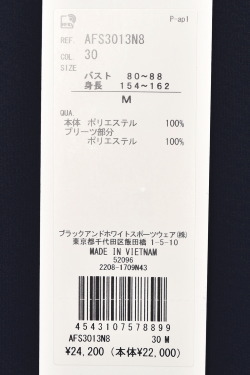 P-apl
REF. AFS3013N8
COL. 30
SIZE
バスト 80~88
身長 154~162
M
QUA.
本体 ポリエステル 100%
プリーツ部分
ポリエステル 100%
ブラックアンドホワイトスポーツウェア(株)
東京都千代田区飯田橋 1-5-10
MADE IN VIETNAM
52096
2208-1709N43
4543107578899
AFS3013N8 30 M
¥24,200 (本体¥22,000)